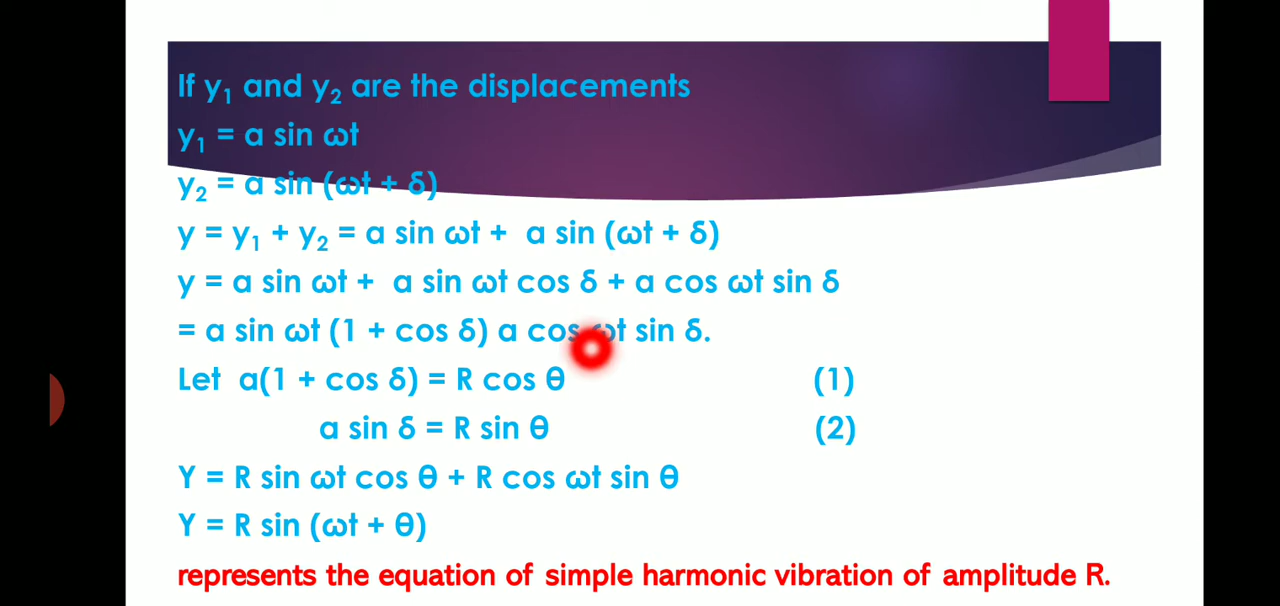 If y₁ and y₂ are the displacements
y₁ = a sin ωt
y₂ = a sin (ωt + δ)
y = y₁ + y₂ = a sin ωt + a sin (ωt + δ)
y = a sin ωt + a sin ωt cos δ + a cos ωt sin δ
= a sin ωt (1 + cos δ) a cos ωt sin δ.
Let a(1 + cos δ) = R cos θ (1)
a sin δ = R sin θ (2)
Y = R sin ωt cos θ + R cos ωt sin θ
Y = R sin (ωt + θ)
represents the equation of simple harmonic vibration of amplitude R.